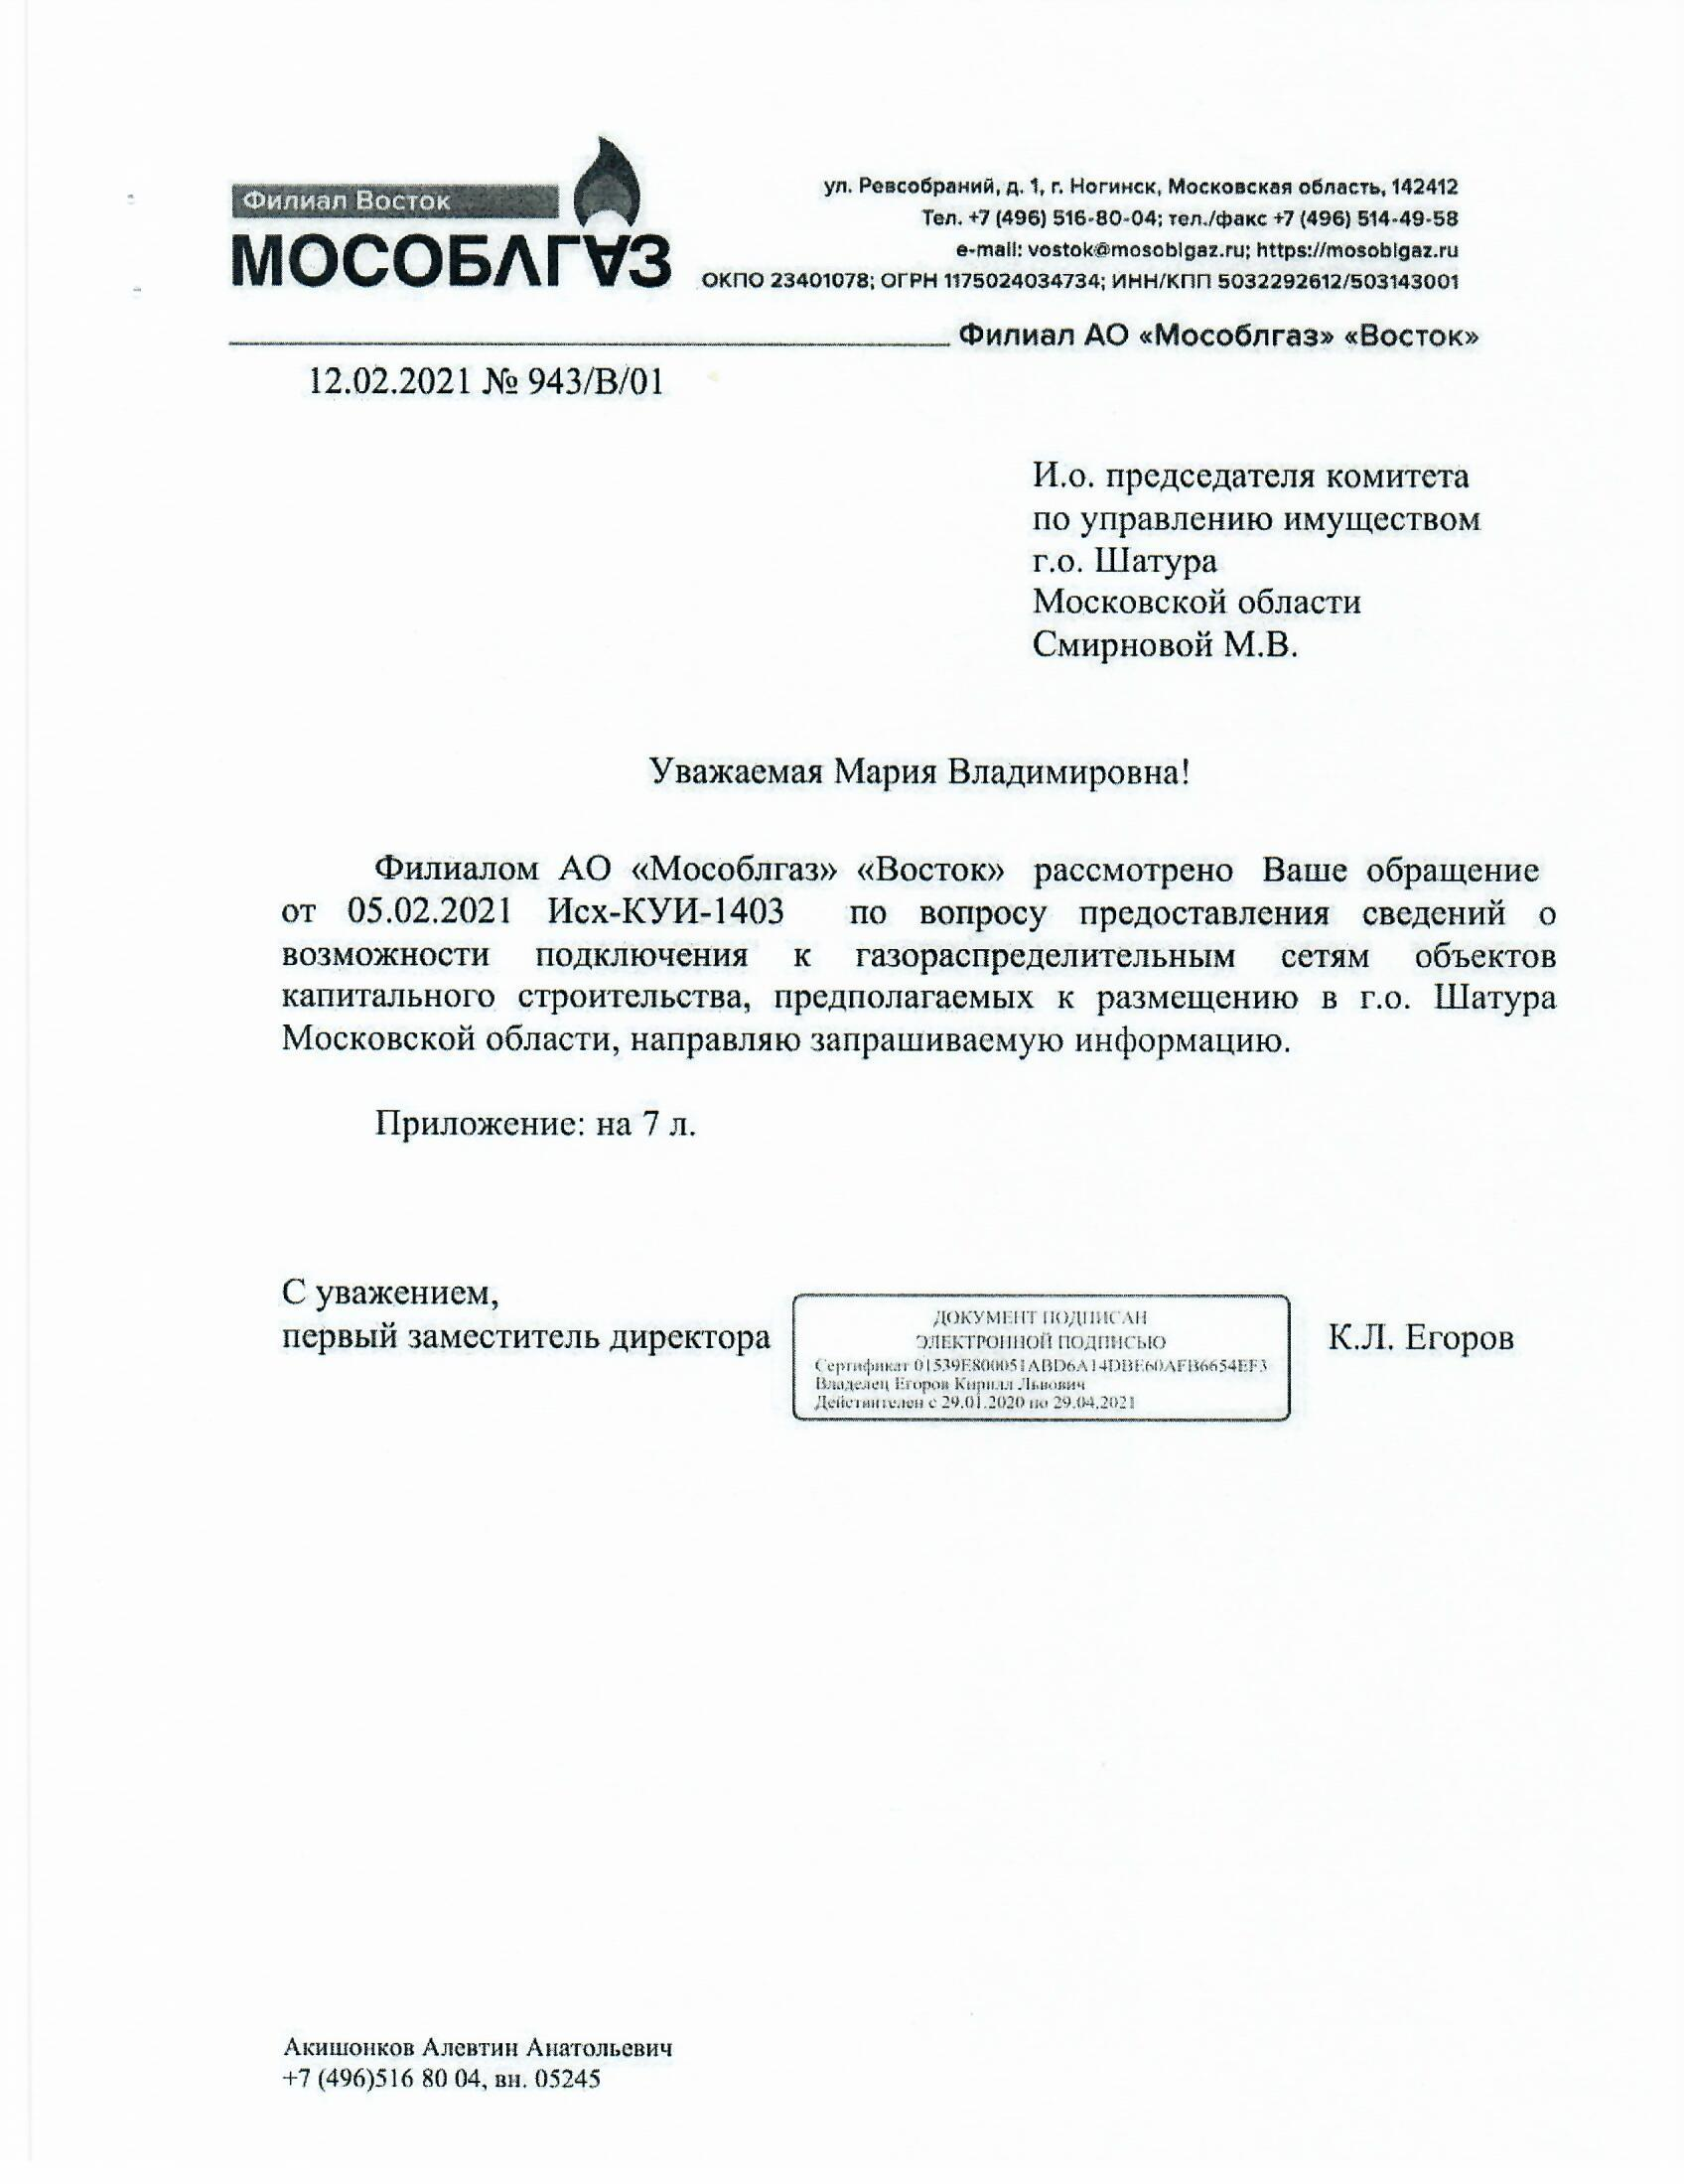 Филиал Восток
МОСОБЛГАЗ
ул. Ревсобраний, д. 1, г. Ногинск, Московская область, 142412
Тел. +7 (496) 516-80-04; тел./факс +7 (496) 514-49-58
e-mail: vostok@mosoblgaz.ru; https://mosoblgaz.ru
ОКПО 23401078; ОГРН 1175024034734; ИНН/КПП 5032292612/503143001
Филиал АО «Мособлгаз» «Восток»
12.02.2021 № 943/В/01
И.о. председателя комитета
по управлению имуществом
г.о. Шатура
Московской области
Смирновой М.В.
Уважаемая Мария Владимировна!
Филиалом АО «Мособлгаз» «Восток» рассмотрено Ваше обращение
от 05.02.2021 Исх-КУИ-1403 по вопросу предоставления сведений о
возможности подключения к газораспределительным сетям объектов
капитального строительства, предполагаемых к размещению в г.о. Шатура
Московской области, направляю запрашиваемую информацию.
Приложение: на 7 л.
С уважением,
первый заместитель директора
ДОКУМЕНТ ПОДПИСАН
ЭЛЕКТРОННОЙ ПОДПИСЬЮ
Сертификат 01539E800051ABD6A14DBE60AFB6654EF3
Владелец Егоров Кирилл Львович
Действителен с 29.01.2020 по 29.04.2021
К.Л. Егоров
Акишонков Алевтин Анатольевич
+7 (496)516 80 04, вн. 05245